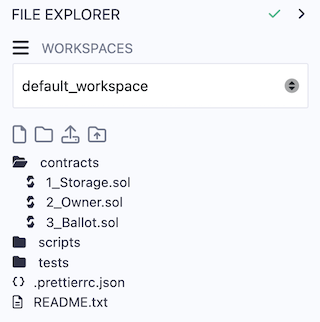 FILE EXPLORER
WORKSPACES
default_workspace
contracts
1_Storage.sol
2_Owner.sol
3_Ballot.sol
scripts
tests
.prettierrc.json
README.txt